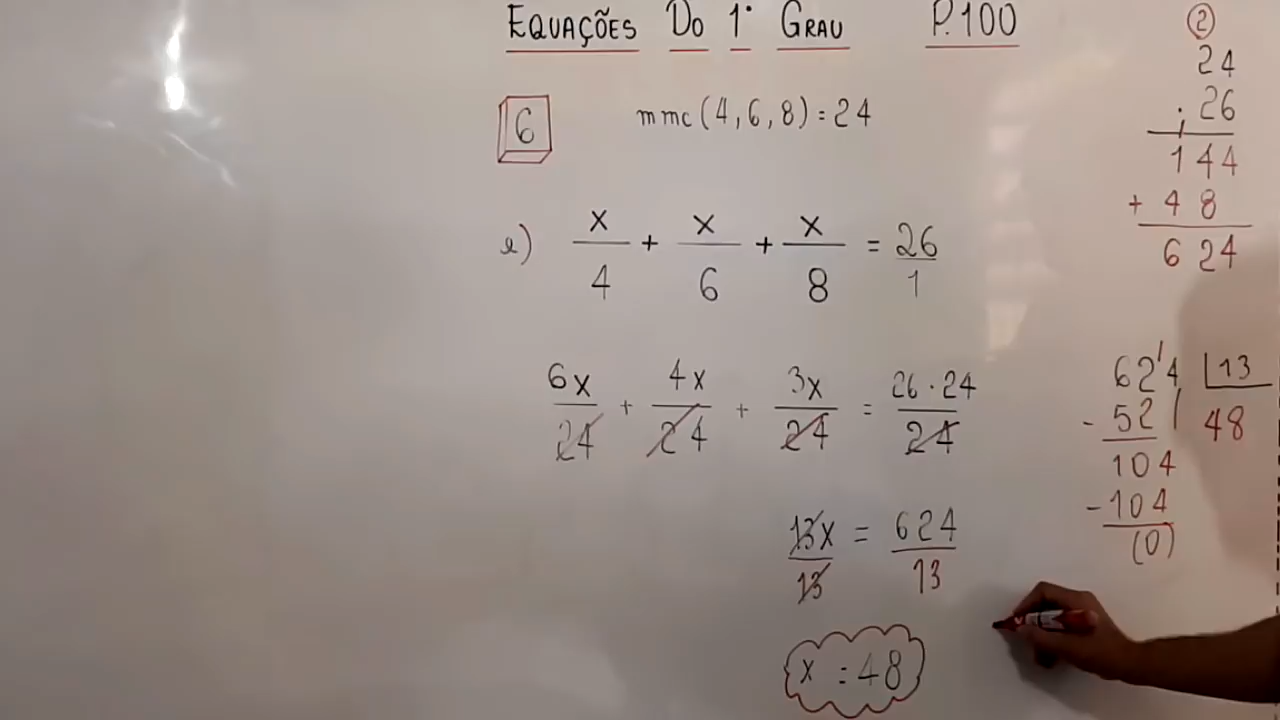 EQUAÇÕES DO 1° GRAU P.100
6
mmc (4, 6, 8) = 24
e) x/4 + x/6 + x/8 = 26/1
6x/24 + 4x/24 + 3x/24 = 26 · 24/24
13x/13 = 624/13
x = 48
2
24
. 26
144
+ 48
624
624 13
- 52 48
104
- 104
(0)